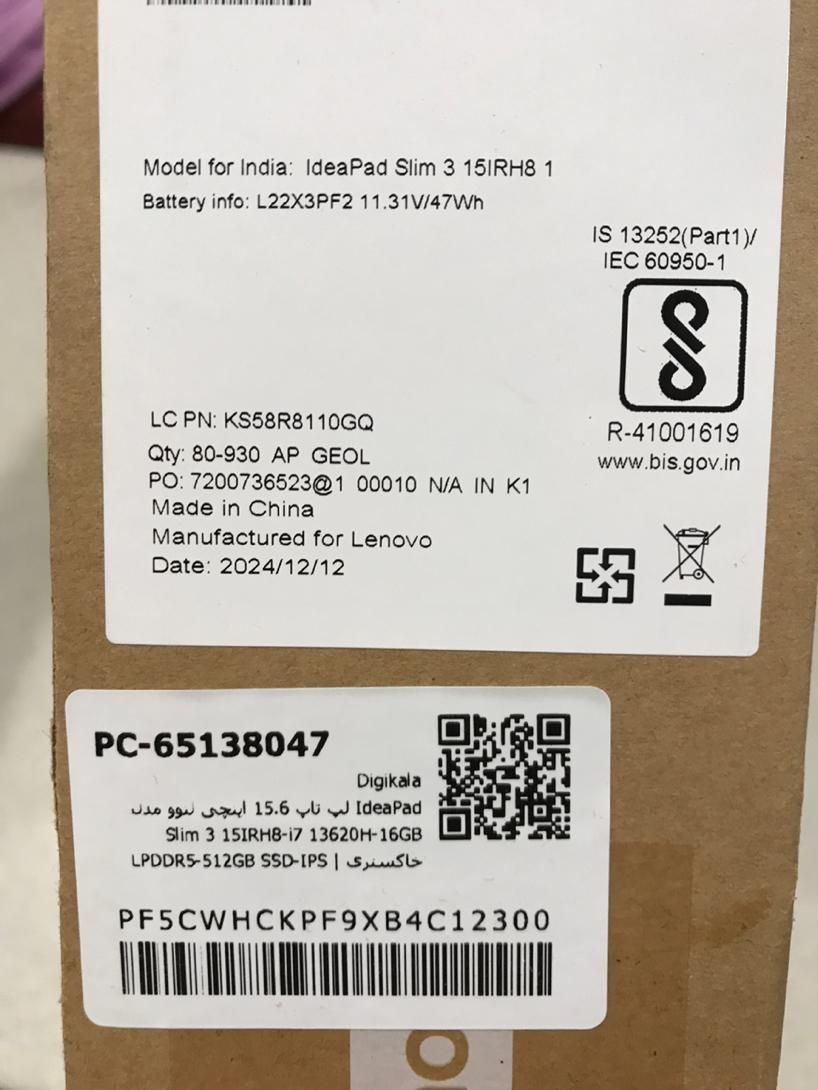 Model for India: IdeaPad Slim 3 15IRH8 1
Battery info: L22X3PF2 11.31V/47Wh
IS 13252(Part1)/
IEC 60950-1
R-41001619
www.bis.gov.in
LC PN: KS58R8110GQ
Qty: 80-930 AP GEOL
PO: 7200736523@1 00010 N/A IN K1
Made in China
Manufactured for Lenovo
Date: 2024/12/12
PC-65138047
Digikala
لپ تاپ 15.6 اینچی لنوو مدل IdeaPad
Slim 3 15IRH8-i7 13620H-16GB
LPDDR5-512GB SSD-IPS | خاکستری
PF5CWHCKPF9XB4C12300